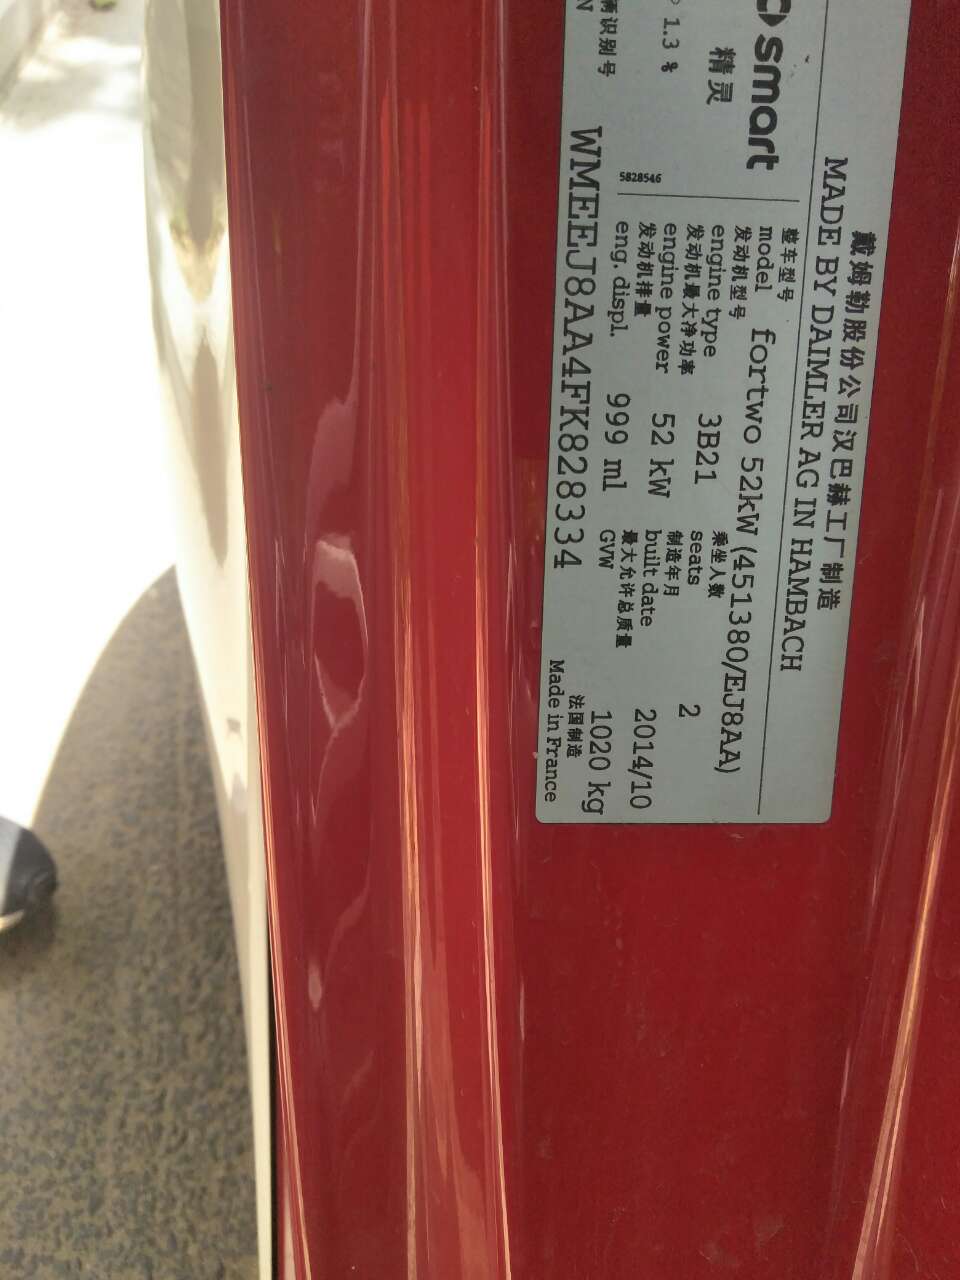 戴姆勒股份公司汉巴赫工厂制造
MADE BY DAIMLER AG IN HAMBACH
smart
精灵
1.3 %
5828546
整车型号
model fortwo 52kW (451380/EJ8AA)
发动机型号 乘坐人数
engine type 3B21 seats 2
发动机最大净功率 制造年月
engine power 52 kW built date 2014/10
发动机排量 最大允许总质量
eng. displ. 999 ml GVW 1020 kg
识别号
WMEEJ8AA4FK828334
法国制造
Made in France